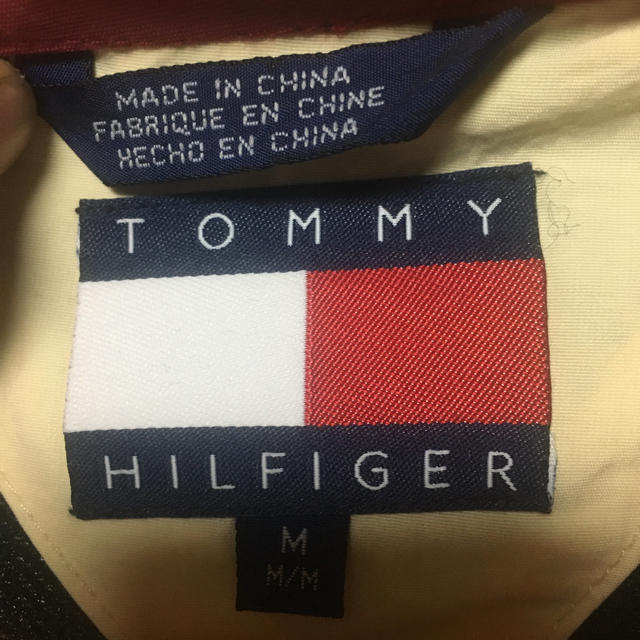 MADE IN CHINA
FABRIQUE EN CHINE
HECHO EN CHINA
TOMMY
HILFIGER
M
M/M